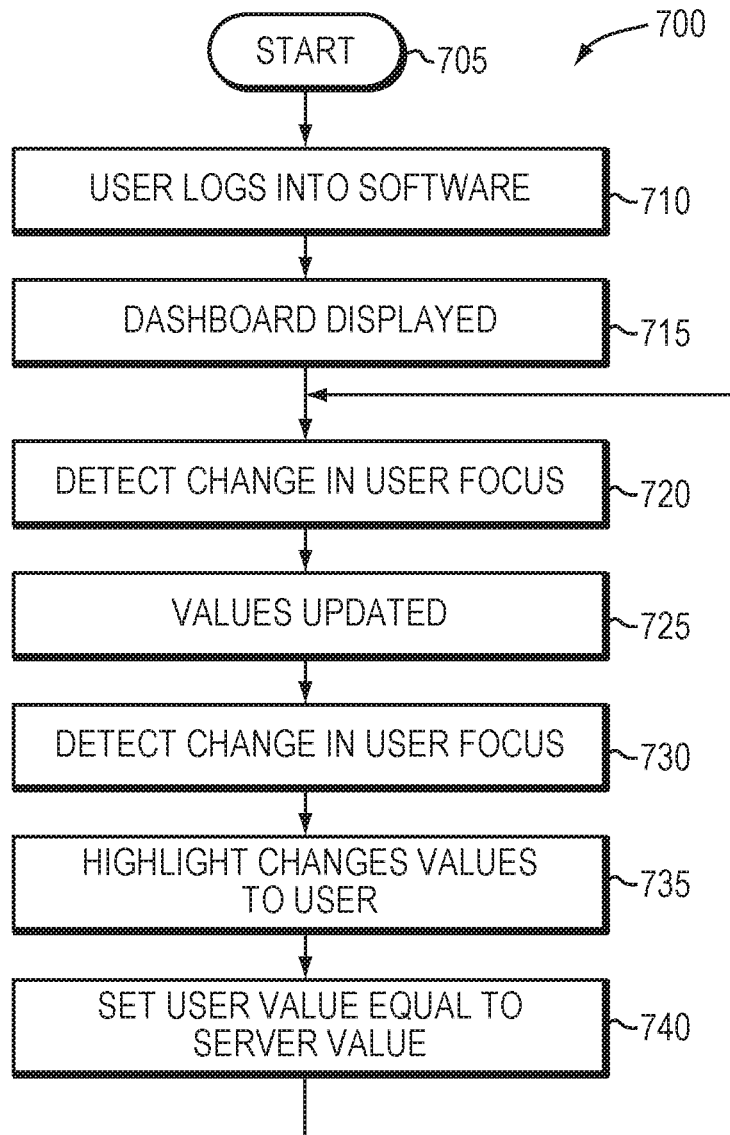 START
705
700
USER LOGS INTO SOFTWARE
710
DASHBOARD DISPLAYED
715
DETECT CHANGE IN USER FOCUS
720
VALUES UPDATED
725
DETECT CHANGE IN USER FOCUS
730
HIGHLIGHT CHANGES VALUES
TO USER
735
SET USER VALUE EQUAL TO
SERVER VALUE
740